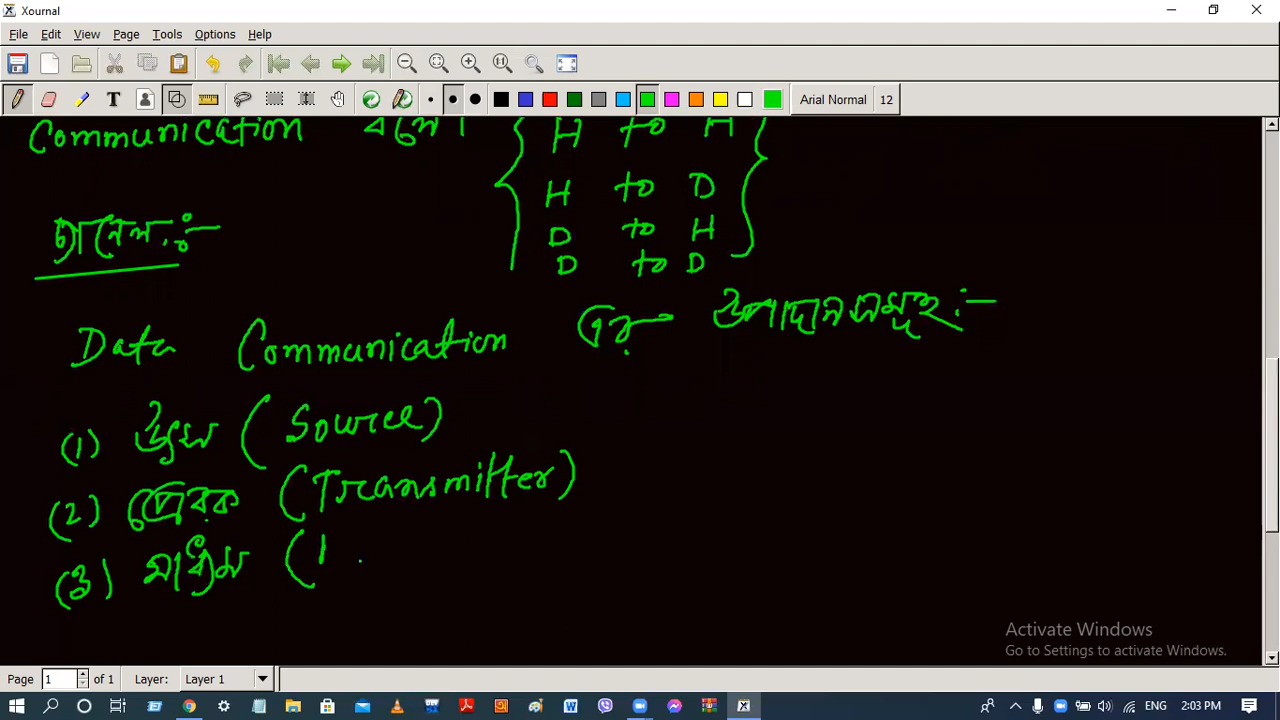 Xournal
File Edit View Page Tools Options Help
Arial Normal 12
Communication বলে।
H to H
H to D
D to H
D to D
চ্যানেল :-
Data Communication এর উপাদানসমূহ :-
(1) উৎস (Source)
(2) প্রেরক (Transmitter)
(৩) মাধ্যম (
Activate Windows
Go to Settings to activate Windows.
Page 1 of 1 Layer: Layer 1
ENG 2:03 PM